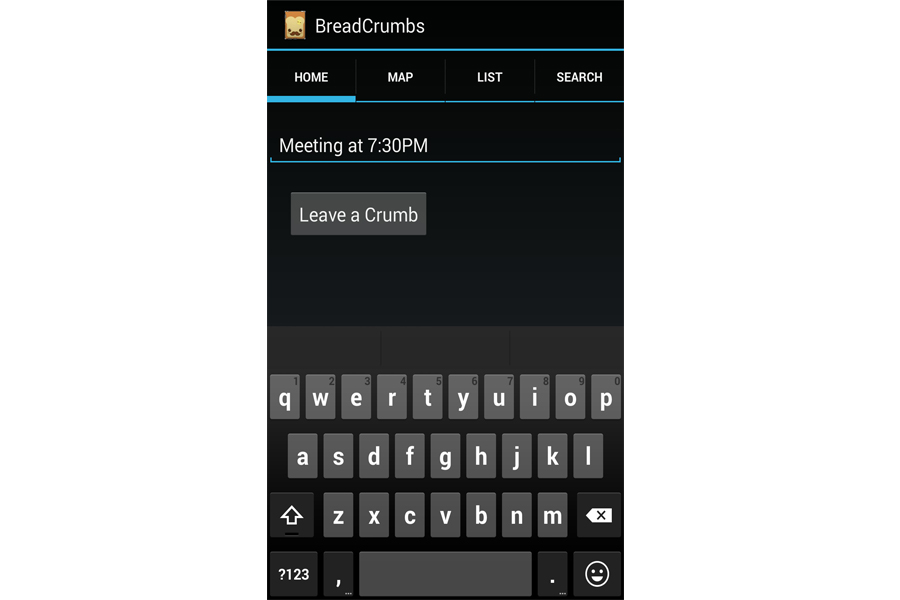 BreadCrumbs
HOME MAP LIST SEARCH
Meeting at 7:30PM
Leave a Crumb
1 2 3 4 5 6 7 8 9 0
q w e r t y u i o p
a s d f g h j k l
z x c v b n m
?123 , ... . ...